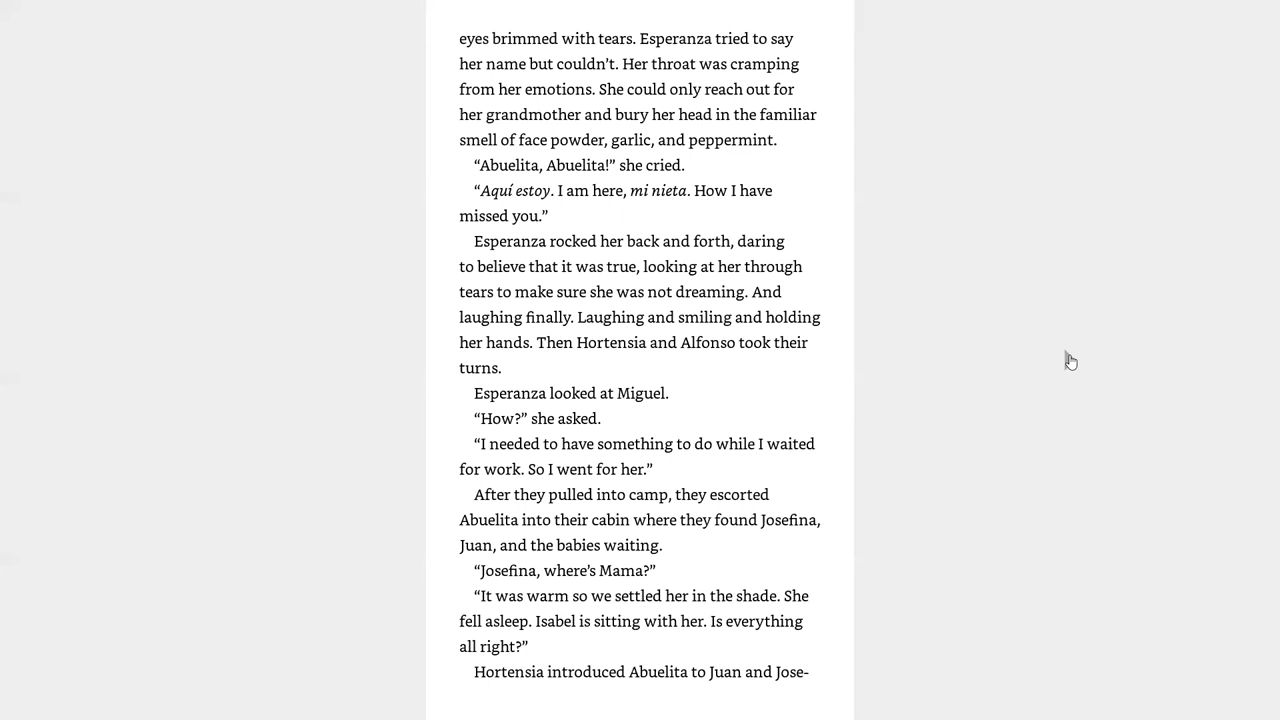 eyes brimmed with tears. Esperanza tried to say
her name but couldn’t. Her throat was cramping
from her emotions. She could only reach out for
her grandmother and bury her head in the familiar
smell of face powder, garlic, and peppermint.
“Abuelita, Abuelita!” she cried.
“Aquí estoy. I am here, mi nieta. How I have
missed you.”
Esperanza rocked her back and forth, daring
to believe that it was true, looking at her through
tears to make sure she was not dreaming. And
laughing finally. Laughing and smiling and holding
her hands. Then Hortensia and Alfonso took their
turns.
Esperanza looked at Miguel.
“How?” she asked.
“I needed to have something to do while I waited
for work. So I went for her.”
After they pulled into camp, they escorted
Abuelita into their cabin where they found Josefina,
Juan, and the babies waiting.
“Josefina, where’s Mama?”
“It was warm so we settled her in the shade. She
fell asleep. Isabel is sitting with her. Is everything
all right?”
Hortensia introduced Abuelita to Juan and Jose-